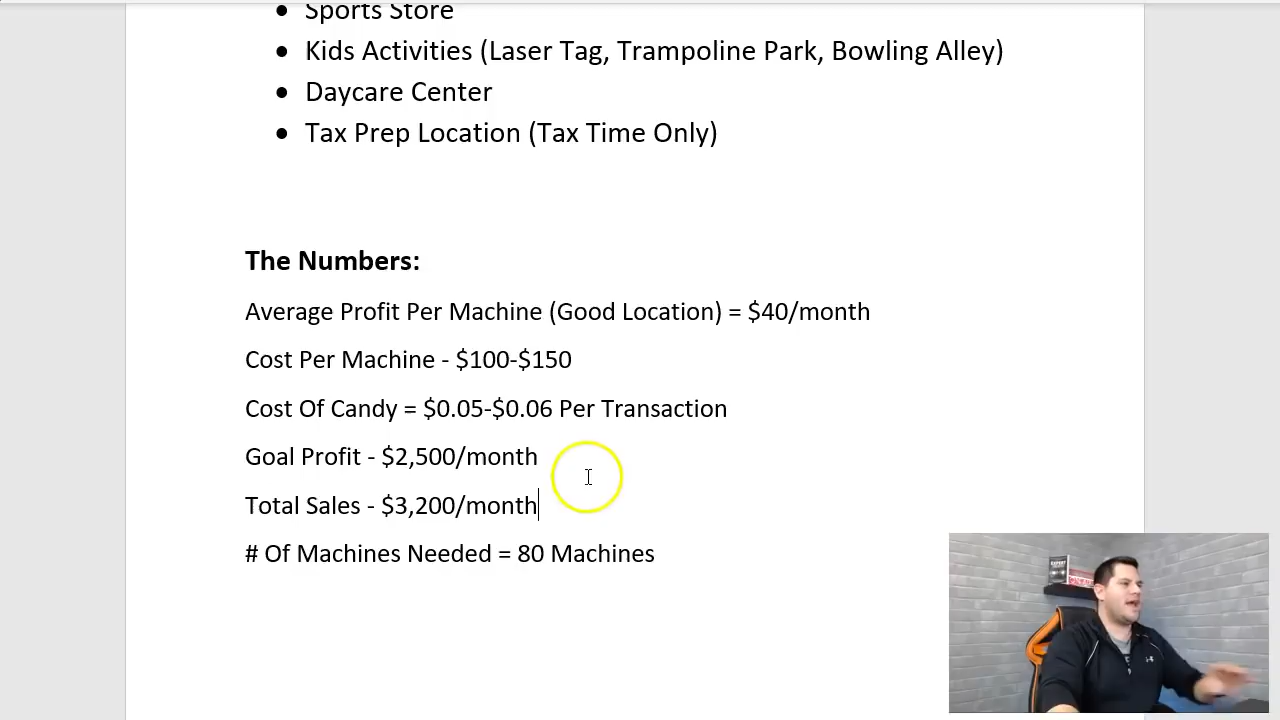 Sports Store
Kids Activities (Laser Tag, Trampoline Park, Bowling Alley)
Daycare Center
Tax Prep Location (Tax Time Only)
The Numbers:
Average Profit Per Machine (Good Location) = $40/month
Cost Per Machine - $100-$150
Cost Of Candy = $0.05-$0.06 Per Transaction
Goal Profit - $2,500/month
Total Sales - $3,200/month
# Of Machines Needed = 80 Machines